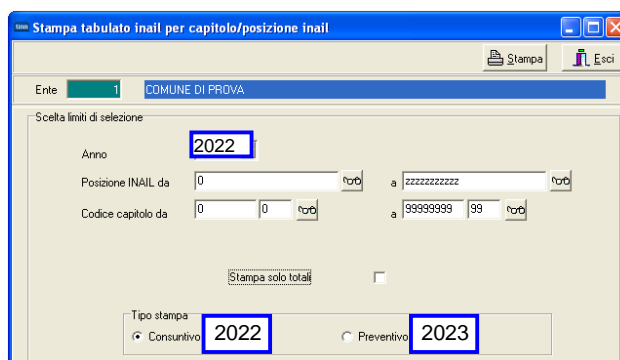 Stampa tabulato inail per capitolo/posizione inail
Stampa Esci
Ente 1 COMUNE DI PROVA
Scelta limiti di selezione
Anno 2022
Posizione INAIL da 0 a zzzzzzzzzzz
Codice capitolo da 0 0 a 99999999 99
Stampa solo totali
Tipo stampa
Consuntivo 2022 Preventivo 2023